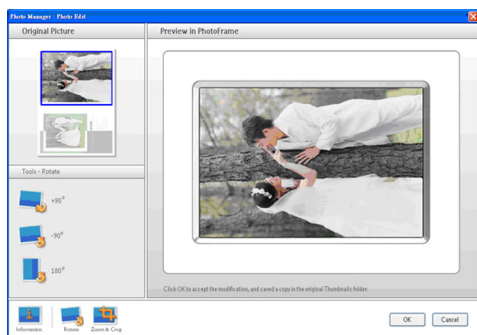 Photo Manager : Photo Edit
Original Picture
Preview in PhotoFrame
Tools - Rotate
+90°
-90°
180°
Click OK to accept the modification, and saved a copy in the original Thumbnails folder.
Information
Rotate
Zoom & Crop
OK
Cancel